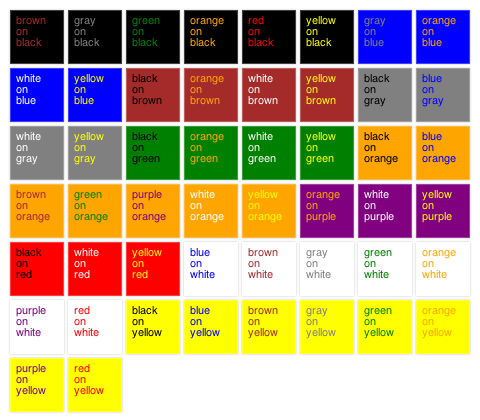 brown
on
black
gray
on
black
green
on
black
orange
on
black
red
on
black
yellow
on
black
gray
on
blue
orange
on
blue
white
on
blue
yellow
on
blue
black
on
brown
orange
on
brown
white
on
brown
yellow
on
brown
black
on
gray
blue
on
gray
white
on
gray
yellow
on
gray
black
on
green
orange
on
green
white
on
green
yellow
on
green
black
on
orange
blue
on
orange
brown
on
orange
green
on
orange
purple
on
orange
white
on
orange
yellow
on
orange
orange
on
purple
white
on
purple
yellow
on
purple
black
on
red
white
on
red
yellow
on
red
blue
on
white
brown
on
white
gray
on
white
green
on
white
orange
on
white
purple
on
white
red
on
white
black
on
yellow
blue
on
yellow
brown
on
yellow
gray
on
yellow
green
on
yellow
orange
on
yellow
purple
on
yellow
red
on
yellow